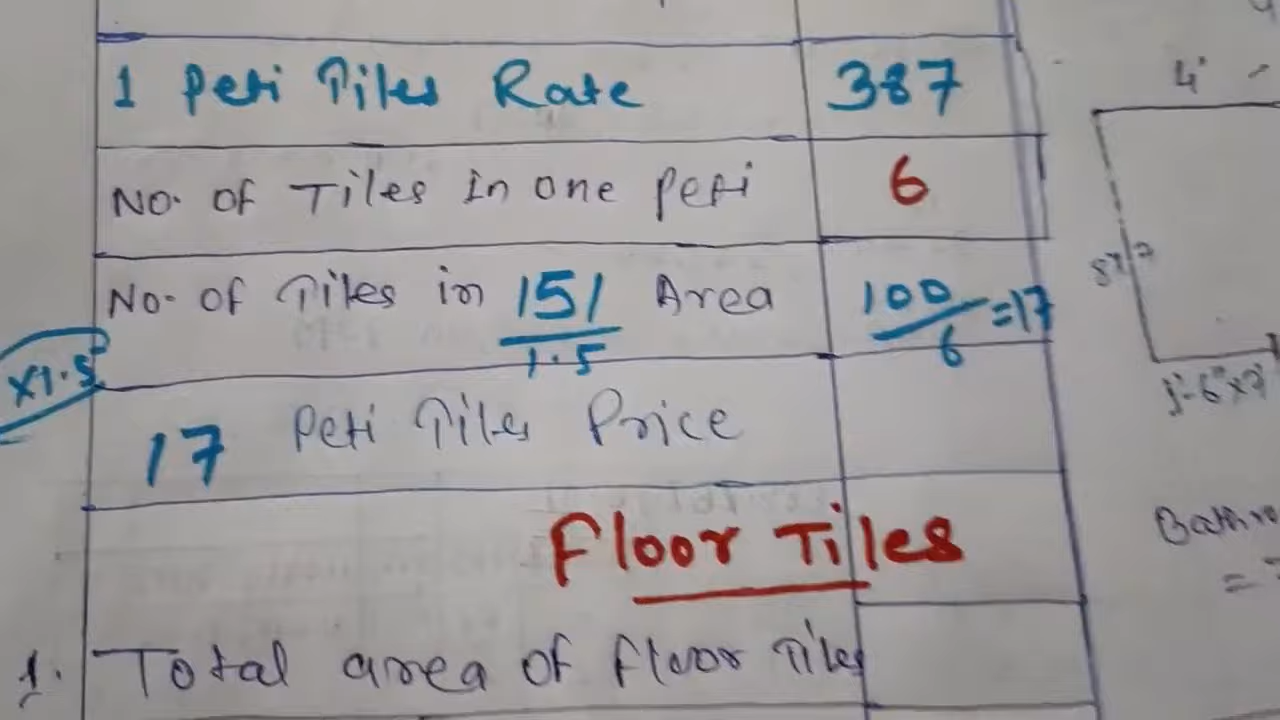 1 Peti Tiles Rate 387
No. of Tiles in one peti 6
No. of Tiles in 151/1.5 Area 100/6 =17
×1.5
17 Peti Tiles Price
Floor Tiles
1. Total area of floor Tiles
4'